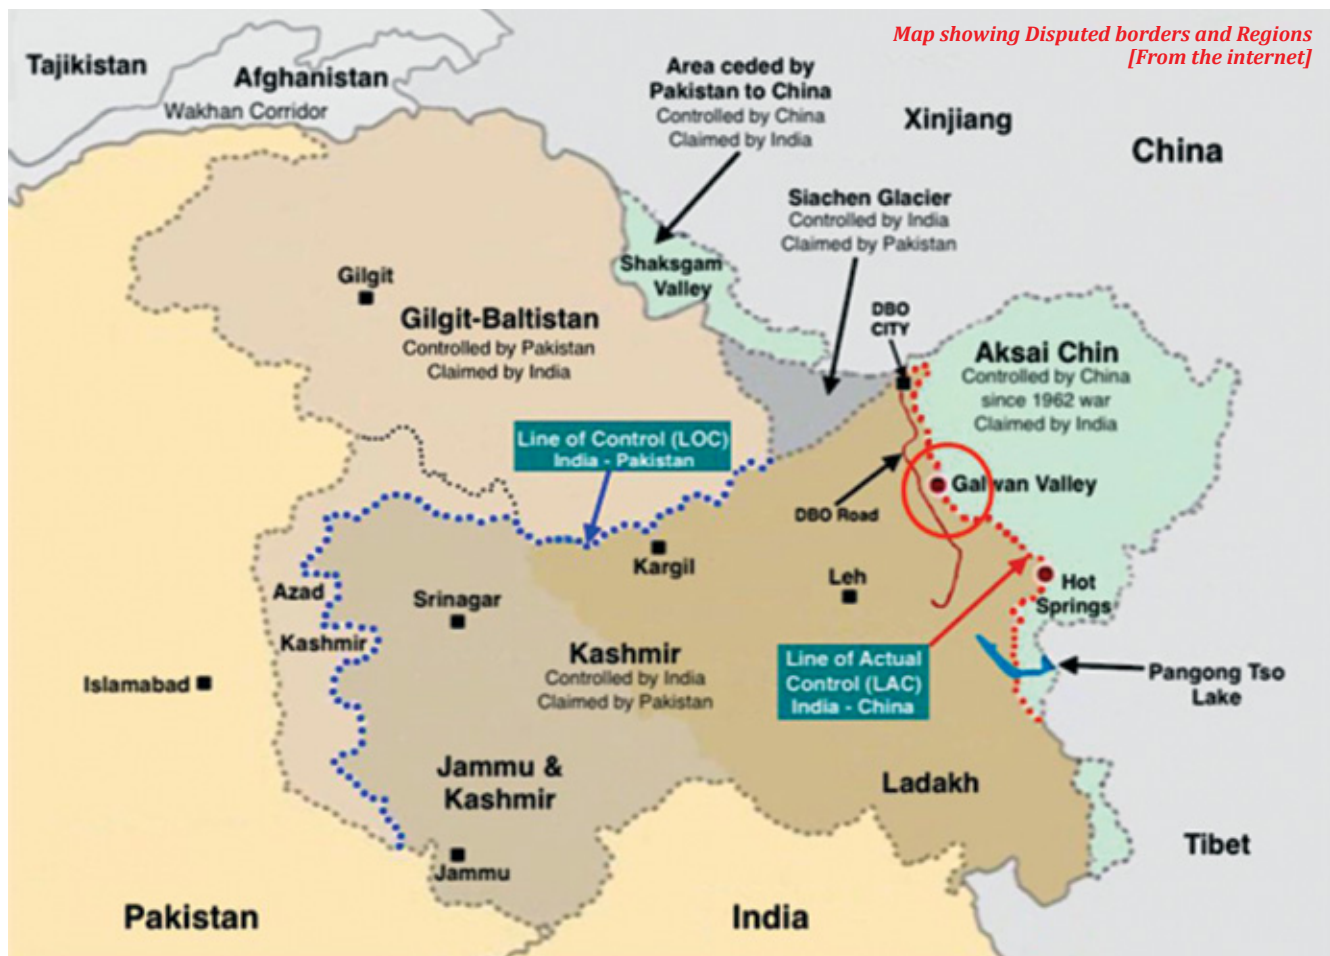 Map showing Disputed borders and Regions
[From the internet]
Tajikistan
Afghanistan
Wakhan Corridor
Area ceded by
Pakistan to China
Controlled by China
Claimed by India
Xinjiang
China
Siachen Glacier
Controlled by India
Claimed by Pakistan
Shaksgam
Valley
Gilgit
Gilgit-Baltistan
Controlled by Pakistan
Claimed by India
DBO
CITY
Aksai Chin
Controlled by China
since 1962 war
Claimed by India
Line of Control (LOC)
India - Pakistan
Galwan Valley
DBO Road
Kargil
Leh
Hot
Springs
Azad
Kashmir
Srinagar
Islamabad
Kashmir
Controlled by India
Claimed by Pakistan
Line of Actual
Control (LAC)
India - China
Pangong Tso
Lake
Jammu &
Kashmir
Ladakh
Jammu
Tibet
Pakistan
India